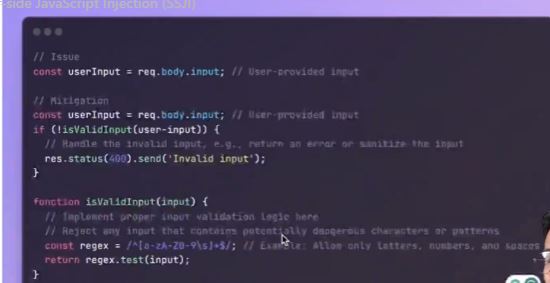 -side JavaScript Injection (SSJI)
// Issue
const userInput = req.body.input; // User-provided input
// Mitigation
const userInput = req.body.input; // User-provided input
if (!isValidInput(user-input)) {
// Handle the invalid input, e.g., return an error or sanitize the input
res.status(400).send('Invalid input');
}
function isValidInput(input) {
// Implement proper input validation logic here
// Reject any input that contains potentially dangerous characters or patterns
const regex = /^[a-zA-Z0-9\s]+$/; // Example: Allow only letters, numbers, and spaces
return regex.test(input);
}